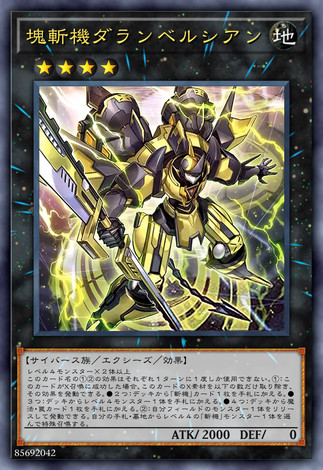 塊斬機ダランベルシアン
地
【サイバース族/エクシーズ/効果】
レベル4モンスター×2体以上
このカード名の①②の効果はそれぞれ1ターンに1度しか使用できない。①:こ
のカードがX召喚に成功した場合、このカードのX素材を以下の数だけ取り除き、
その効果を発動できる。●2つ:デッキから「斬機」カード1枚を手札に加える。●3
つ:デッキからレベル4モンスター1体を手札に加える。●4つ:デッキから魔
法・罠カード1枚を手札に加える。②:自分フィールドのモンスター1体をリリー
スして発動できる。自分の手札・墓地からレベル4の「斬機」モンスター1体を選
んで特殊召喚する。
ATK/ 2000 DEF/ 0
85692042